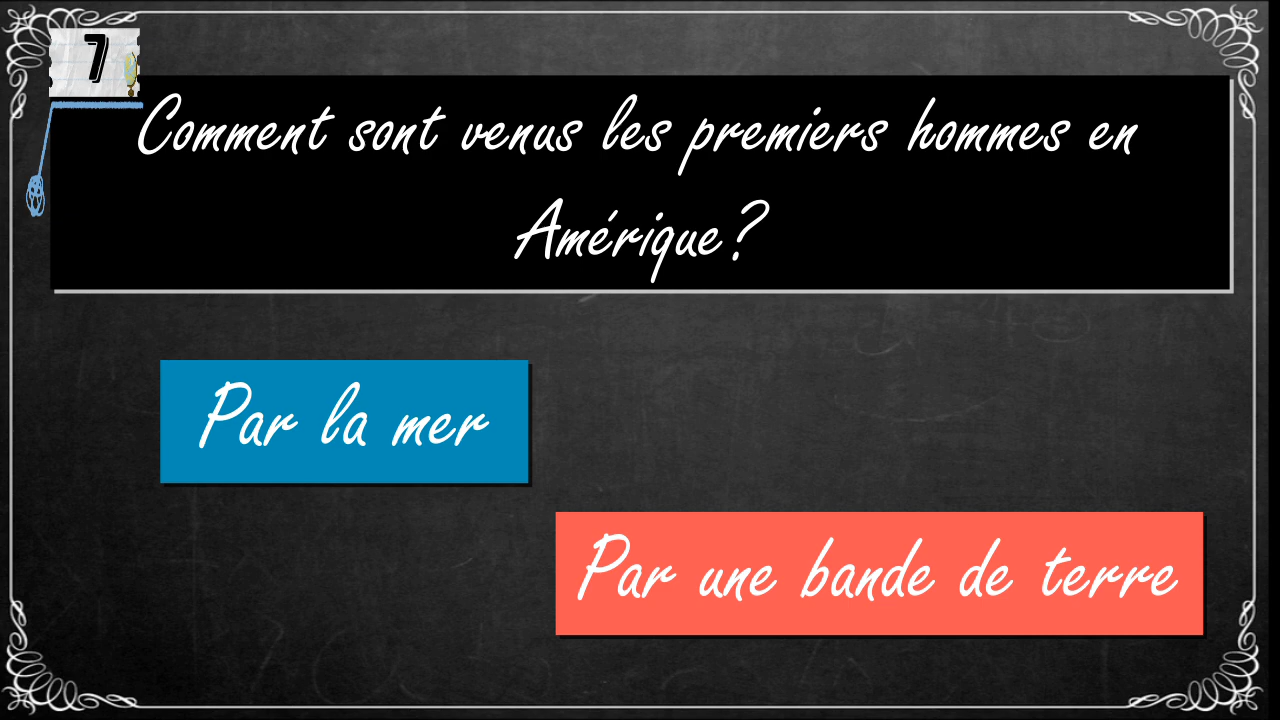 7
Comment sont venus les premiers hommes en
Amérique?
Par la mer
Par une bande de terre